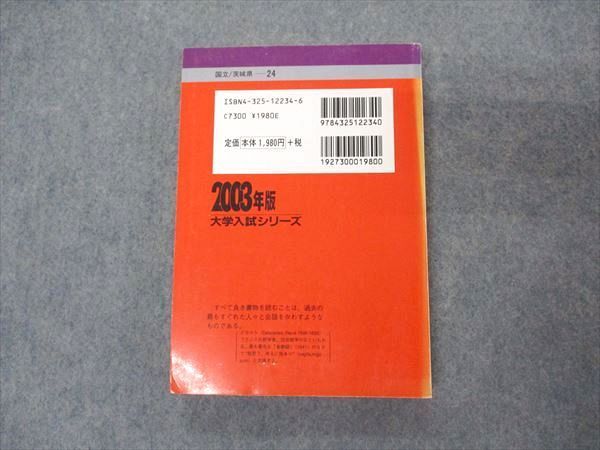 国立/茨城県 ― 24
ISBN4-325-12234-6
C7300 ¥1980E
定価 本体 1,980円 +税
9784325122340
1927300019800
2003年版
大学入試シリーズ
すべて良き書物を読むことは、過去の
最もすぐれた人々と会話をかわすような
ものである。